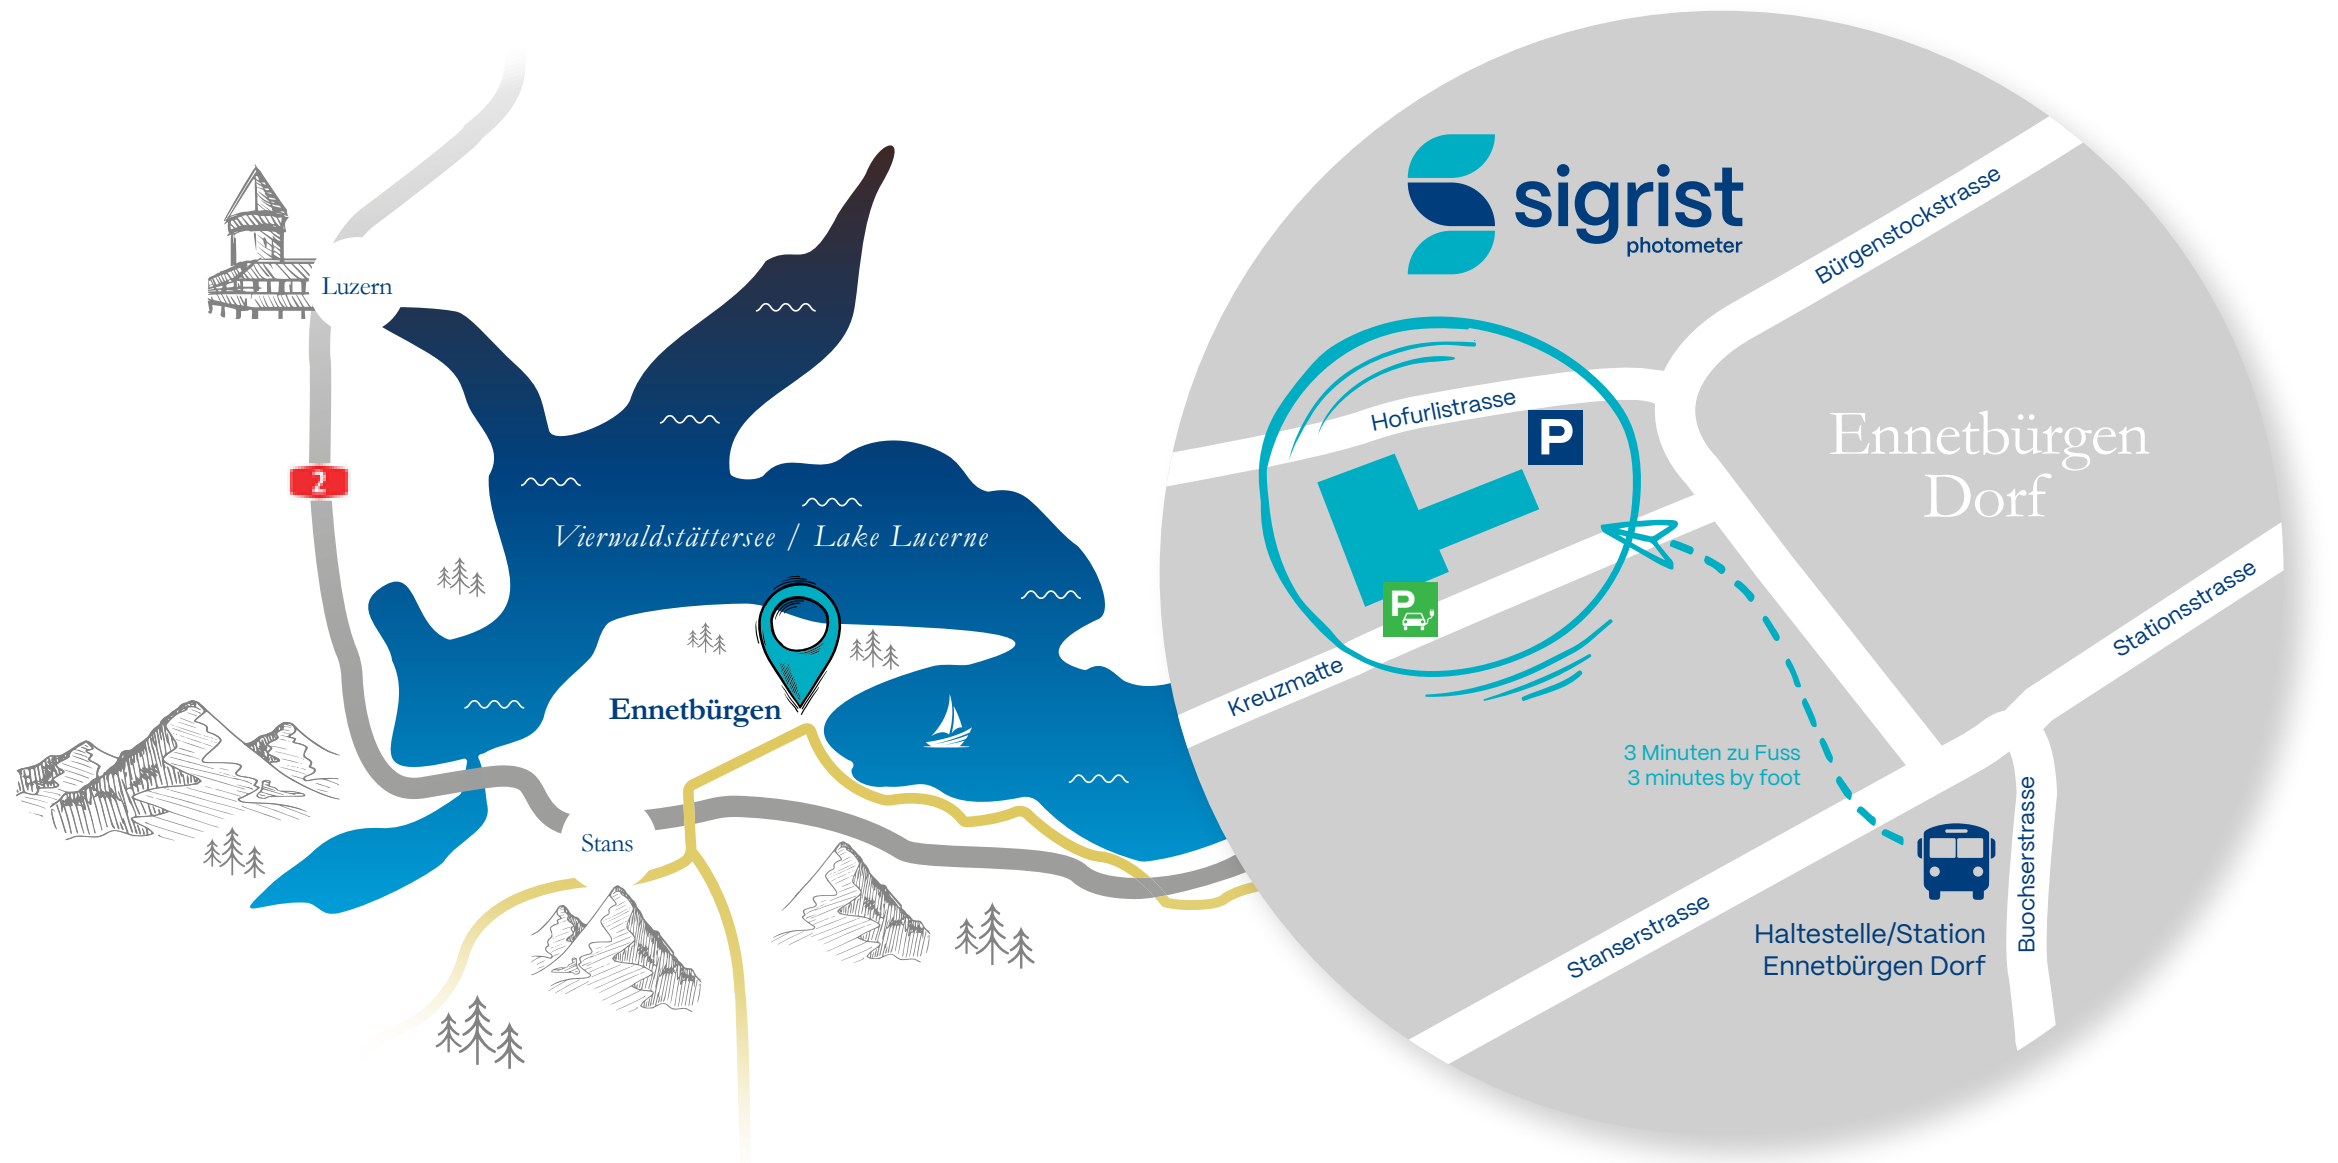 Luzern
2
Vierwaldstättersee / Lake Lucerne
Ennetbürgen
Stans
sigrist
photometer
Bürgenstockstrasse
Hofurlistrasse
P
Ennetbürgen
Dorf
P
Kreuzmatte
Stationsstrasse
3 Minuten zu Fuss
3 minutes by foot
Buochserstrasse
Stanserstrasse
Haltestelle/Station
Ennetbürgen Dorf